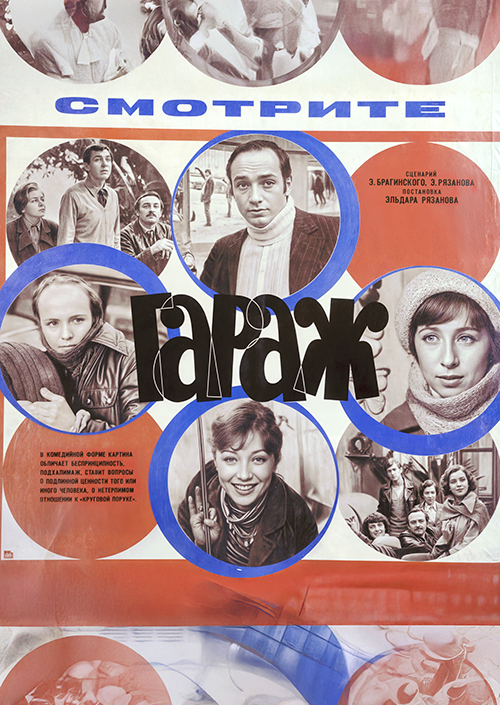 СМОТРИТЕ
СЦЕНАРИЙ
Э. БРАГИНСКОГО, Э. РЯЗАНОВА
ПОСТАНОВКА
ЭЛЬДАРА РЯЗАНОВА
ГАРАЖ
В КОМЕДИЙНОЙ ФОРМЕ КАРТИНА
ОБЛИЧАЕТ БЕСПРИНЦИПНОСТЬ,
ПОДХАЛИМАЖ, СТАВИТ ВОПРОСЫ
О ПОДЛИННОЙ ЦЕННОСТИ ТОГО ИЛИ
ИНОГО ЧЕЛОВЕКА, О НЕТЕРПИМОМ
ОТНОШЕНИИ К «КРУГОВОЙ ПОРУКЕ».